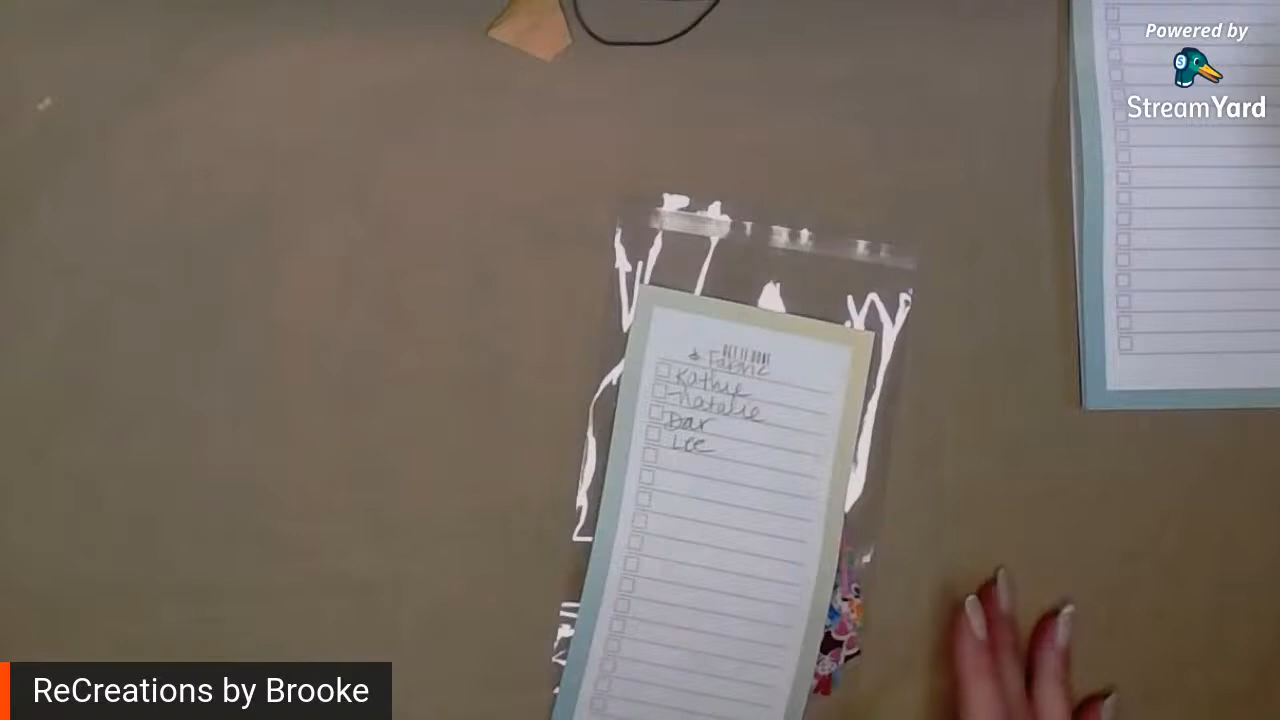 Powered by
StreamYard
Fabric
Kathie
Natalie
Dar
Lee
ReCreations by Brooke